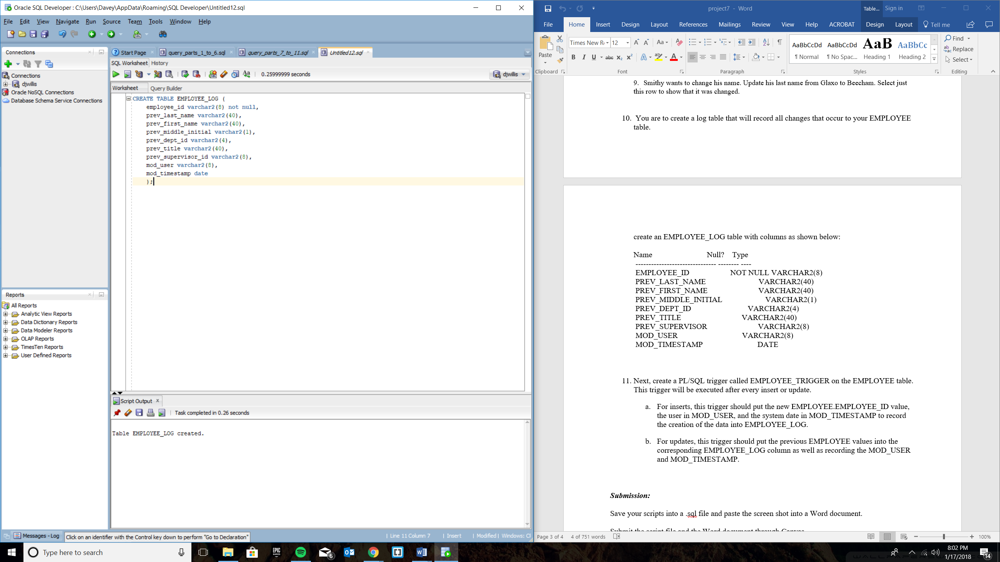 Oracle SQL Developer : C:\Users\Davey\AppData\Roaming\SQL Developer\Untitled12.sql
File Edit View Navigate Run Source Team Tools Window Help
Connections
Connections
djwillis
Oracle NoSQL Connections
Database Schema Service Connections
Reports
All Reports
Analytic View Reports
Data Dictionary Reports
Data Modeler Reports
OLAP Reports
TimesTen Reports
User Defined Reports
Start Page query_parts_1_to_6.sql query_parts_7_to_11.sql Untitled12.sql
SQL Worksheet History
0.25999999 seconds
djwillis
Worksheet Query Builder
CREATE TABLE EMPLOYEE_LOG (
employee_id varchar2(8) not null,
prev_last_name varchar2(40),
prev_first_name varchar2(40),
prev_middle_initial varchar2(1),
prev_dept_id varchar2(4),
prev_title varchar2(40),
prev_supervisor_id varchar2(8),
mod_user varchar2(8),
mod_timestamp date
);
Script Output
Task completed in 0.26 seconds
Table EMPLOYEE_LOG created.
Messages - Log
Click on an identifier with the Control key down to perform "Go to Declaration"
Line 11 Column 7 Insert Modified Windows: C
project7 - Word
Table... Sign in
File Home Insert Design Layout References Mailings Review View Help ACROBAT Design Layout Tell me
Paste
Times New R 12
AaBbCcDd AaBbCcDd AaB AaBbCc
¶ Normal ¶ No Spac... Heading 1 Heading 2
Find
Replace
Select
Clipboard Font Paragraph Styles Editing
9. Smithy wants to change his name. Update his last name from Glaxo to Beecham. Select just
this row to show that it was changed.
10. You are to create a log table that will record all changes that occur to your EMPLOYEE
table.
create an EMPLOYEE_LOG table with columns as shown below:
Name Null? Type
------------------------------- -------- ----
EMPLOYEE_ID NOT NULL VARCHAR2(8)
PREV_LAST_NAME VARCHAR2(40)
PREV_FIRST_NAME VARCHAR2(40)
PREV_MIDDLE_INITIAL VARCHAR2(1)
PREV_DEPT_ID VARCHAR2(4)
PREV_TITLE VARCHAR2(40)
PREV_SUPERVISOR VARCHAR2(8)
MOD_USER VARCHAR2(8)
MOD_TIMESTAMP DATE
11. Next, create a PL/SQL trigger called EMPLOYEE_TRIGGER on the EMPLOYEE table.
This trigger will be executed after every insert or update.
a. For inserts, this trigger should put the new EMPLOYEE.EMPLOYEE_ID value,
the user in MOD_USER, and the system date in MOD_TIMESTAMP to record
the creation of the data into EMPLOYEE_LOG.
b. For updates, this trigger should put the previous EMPLOYEE values into the
corresponding EMPLOYEE_LOG column as well as recording the MOD_USER
and MOD_TIMESTAMP.
Submission:
Save your scripts into a .sql file and paste the screen shot into a Word document.
Submit the script file and the Word document through Canvas
Page 3 of 4 4 of 751 words
100%
Type here to search
EPIC GAMES
6
8:02 PM
1/17/2018
14